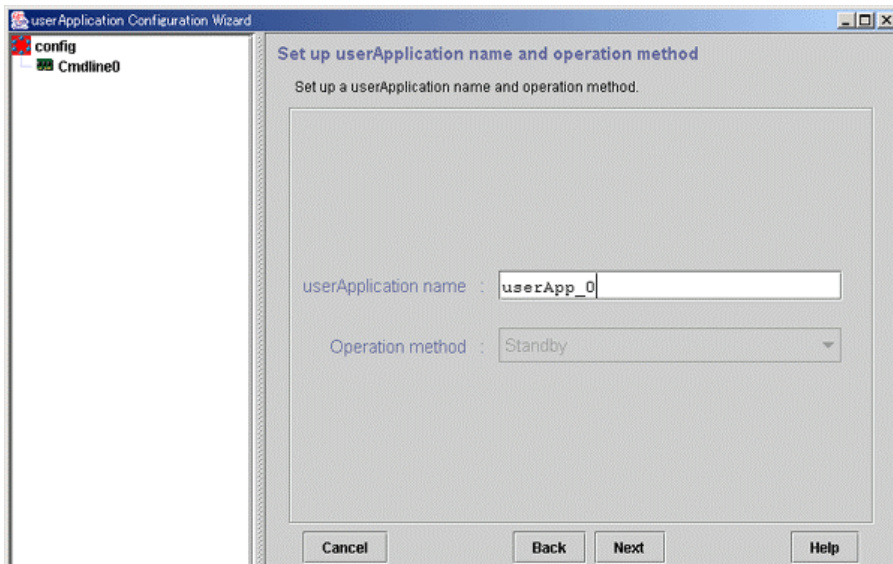 userApplication Configuration Wizard
config
Cmdline0
Set up userApplication name and operation method
Set up a userApplication name and operation method.
userApplication name : userApp_0
Operation method : Standby
Cancel Back Next Help